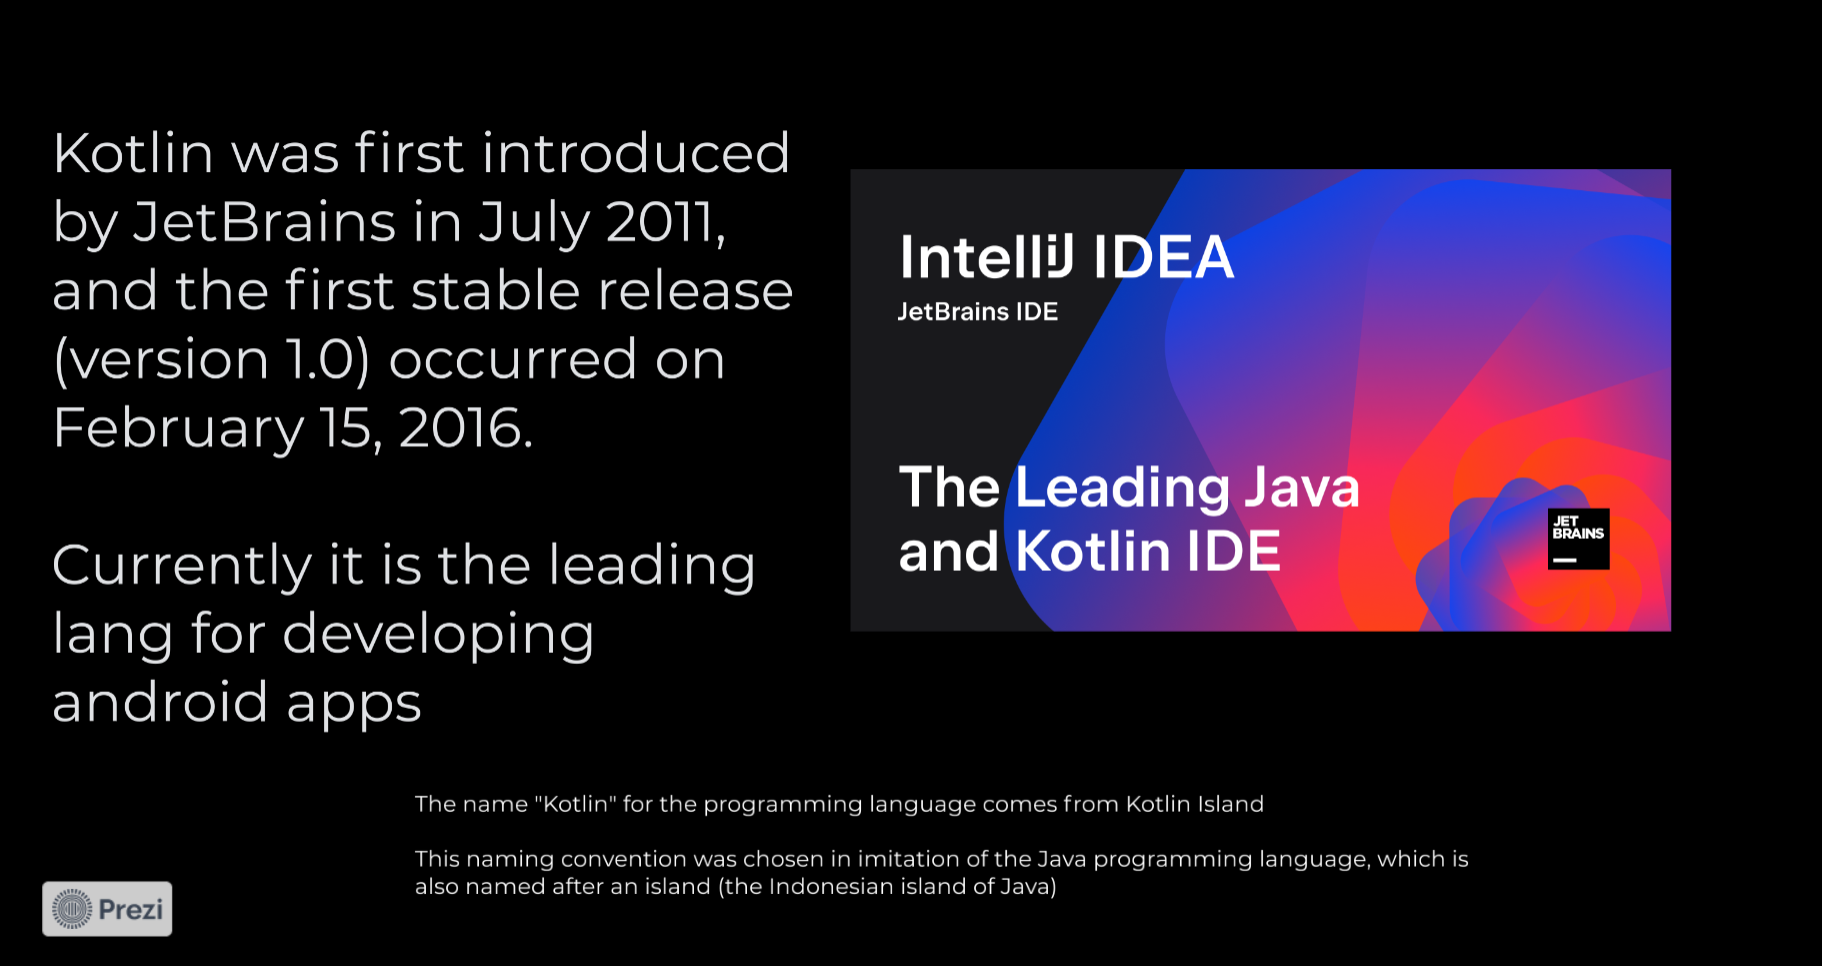 Kotlin was first introduced
by JetBrains in July 2011,
and the first stable release
(version 1.0) occurred on
February 15, 2016.
Currently it is the leading
lang for developing
android apps
IntelliJ IDEA
JetBrains IDE
The Leading Java
and Kotlin IDE
JET
BRAINS
The name "Kotlin" for the programming language comes from Kotlin Island
This naming convention was chosen in imitation of the Java programming language, which is
also named after an island (the Indonesian island of Java)
Prezi